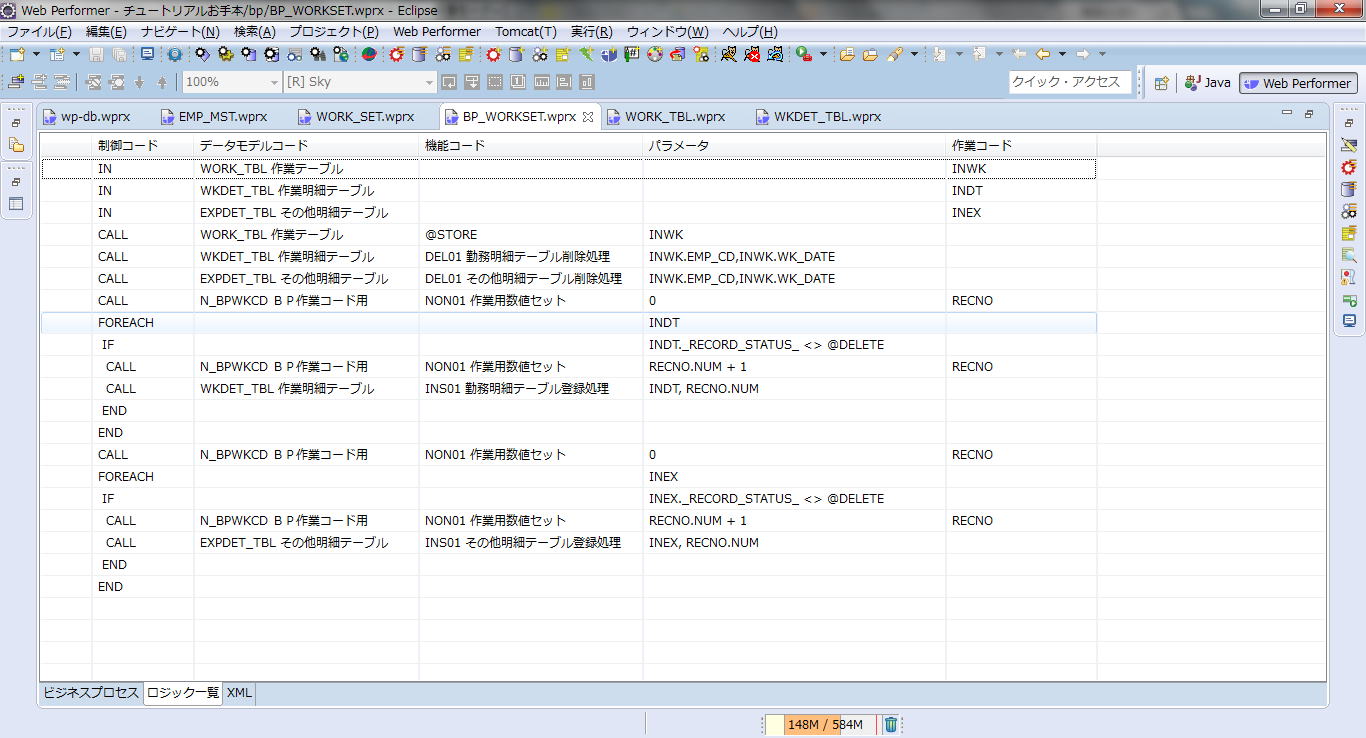 Web Performer - チュートリアルお手本/bp/BP_WORKSET.wprx - Eclipse
ファイル(F) 編集(E) ナビゲート(N) 検索(A) プロジェクト(P) Web Performer Tomcat(T) 実行(R) ウィンドウ(W) ヘルプ(H)
100% [R] Sky クイック・アクセス Java Web Performer
wp-db.wprx EMP_MST.wprx WORK_SET.wprx BP_WORKSET.wprx WORK_TBL.wprx WKDET_TBL.wprx
制御コード データモデルコード 機能コード パラメータ 作業コード
IN WORK_TBL 作業テーブル INWK
IN WKDET_TBL 作業明細テーブル INDT
IN EXPDET_TBL その他明細テーブル INEX
CALL WORK_TBL 作業テーブル @STORE INWK
CALL WKDET_TBL 作業明細テーブル DEL01 勤務明細テーブル削除処理 INWK.EMP_CD,INWK.WK_DATE
CALL EXPDET_TBL その他明細テーブル DEL01 その他明細テーブル削除処理 INWK.EMP_CD,INWK.WK_DATE
CALL N_BPWKCD ＢＰ作業コード用 NON01 作業用数値セット 0 RECNO
FOREACH INDT
IF INDT._RECORD_STATUS_ <> @DELETE
CALL N_BPWKCD ＢＰ作業コード用 NON01 作業用数値セット RECNO.NUM + 1 RECNO
CALL WKDET_TBL 作業明細テーブル INS01 勤務明細テーブル登録処理 INDT, RECNO.NUM
END
END
CALL N_BPWKCD ＢＰ作業コード用 NON01 作業用数値セット 0 RECNO
FOREACH INEX
IF INEX._RECORD_STATUS_ <> @DELETE
CALL N_BPWKCD ＢＰ作業コード用 NON01 作業用数値セット RECNO.NUM + 1 RECNO
CALL EXPDET_TBL その他明細テーブル INS01 その他明細テーブル登録処理 INEX, RECNO.NUM
END
END
ビジネスプロセス ロジック一覧 XML
148M / 584M